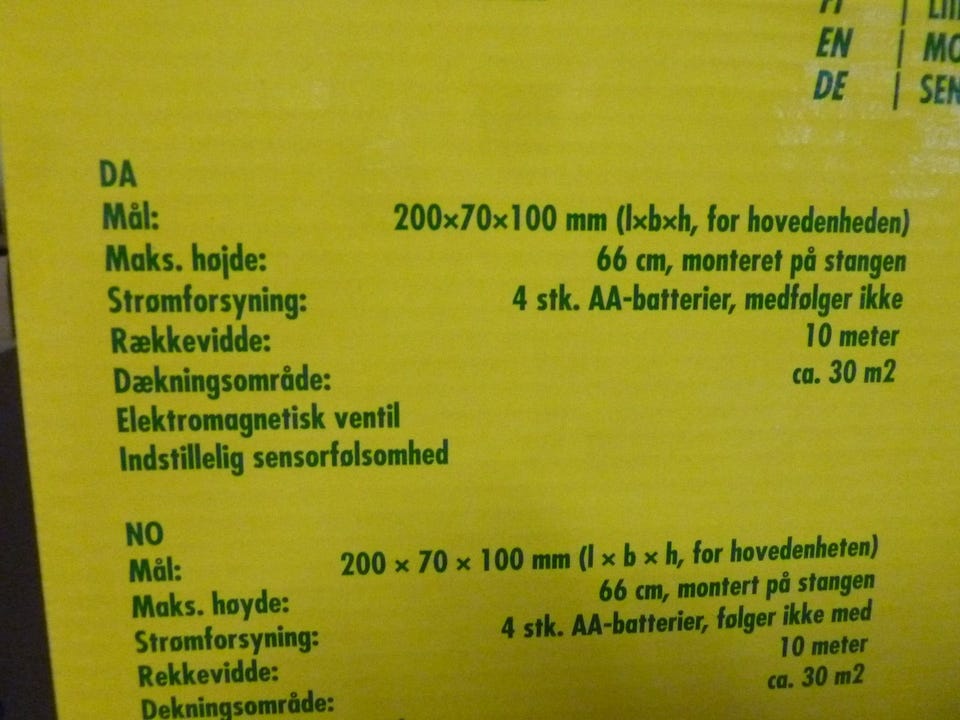 EN | MO
DE | SEN
DA
Mål: 200×70×100 mm (l×b×h, for hovedenheden)
Maks. højde: 66 cm, monteret på stangen
Strømforsyning: 4 stk. AA-batterier, medfølger ikke
Rækkevidde: 10 meter
Dækningsområde: ca. 30 m2
Elektromagnetisk ventil
Indstillelig sensorfølsomhed
NO
Mål: 200 × 70 × 100 mm (l × b × h, for hovedenheten)
Maks. høyde: 66 cm, montert på stangen
Strømforsyning: 4 stk. AA-batterier, følger ikke med
Rekkevidde: 10 meter
Dekningsområde: ca. 30 m2